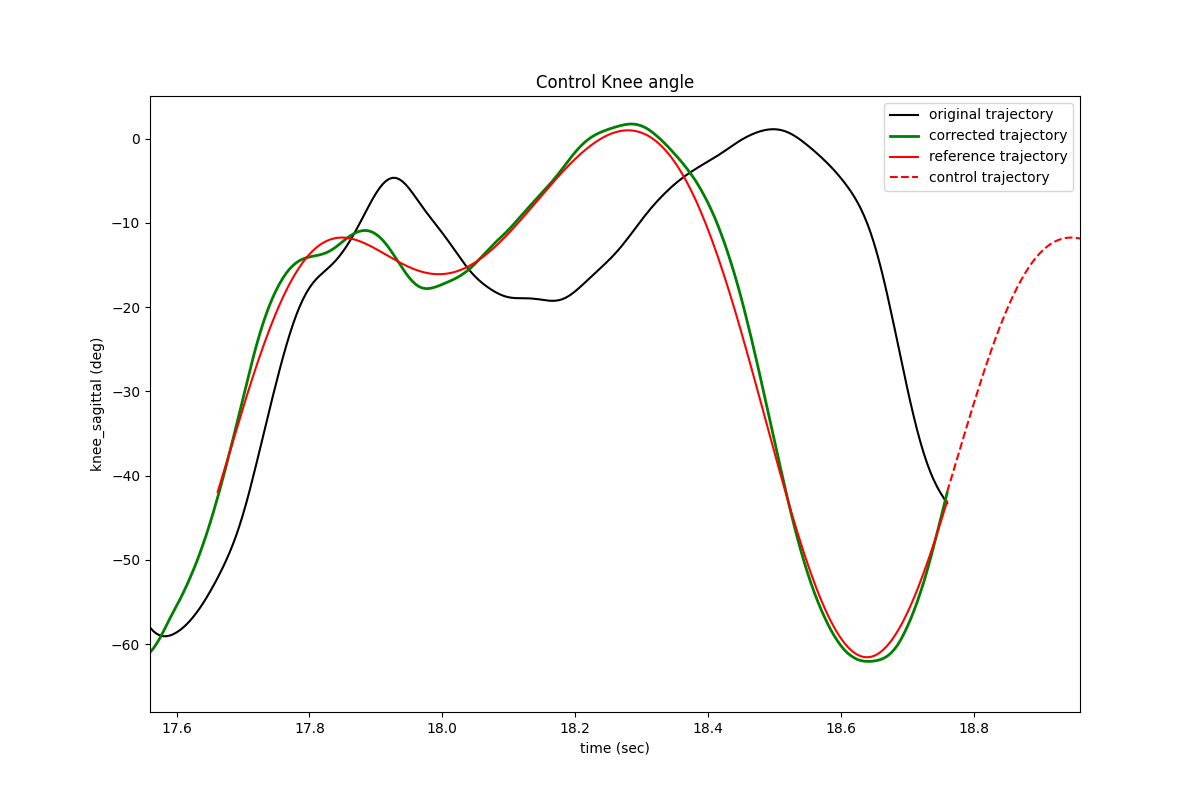 Control Knee angle
original trajectory
corrected trajectory
reference trajectory
control trajectory
0
−10
−20
−30
−40
−50
−60
knee_sagittal (deg)
17.6 17.8 18.0 18.2 18.4 18.6 18.8
time (sec)